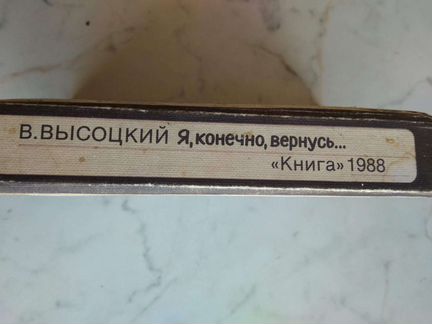 В.ВЫСОЦКИЙ Я, конечно, вернусь...
«Книга» 1988